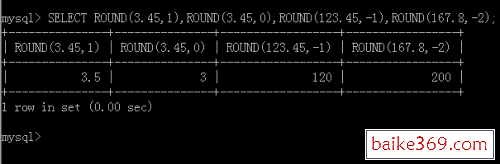 mysql> SELECT ROUND(3.45,1),ROUND(3.45,0),ROUND(123.45,-1),ROUND(167.8,-2);
+---------------+---------------+------------------+-----------------+
| ROUND(3.45,1) | ROUND(3.45,0) | ROUND(123.45,-1) | ROUND(167.8,-2) |
+---------------+---------------+------------------+-----------------+
|           3.5 |             3 |              120 |             200 |
+---------------+---------------+------------------+-----------------+
1 row in set (0.00 sec)
mysql>
baike369.com